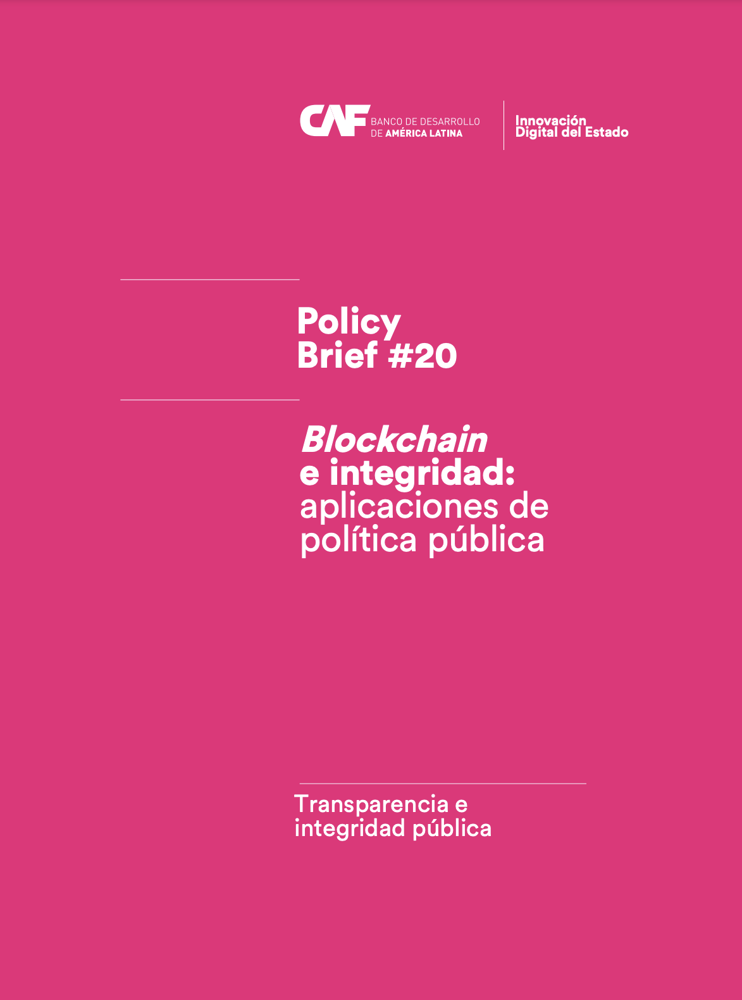 CAF BANCO DE DESARROLLO
DE AMÉRICA LATINA
Innovación
Digital del Estado
Policy
Brief #20
Blockchain
e integridad:
aplicaciones de
política pública
Transparencia e
integridad pública